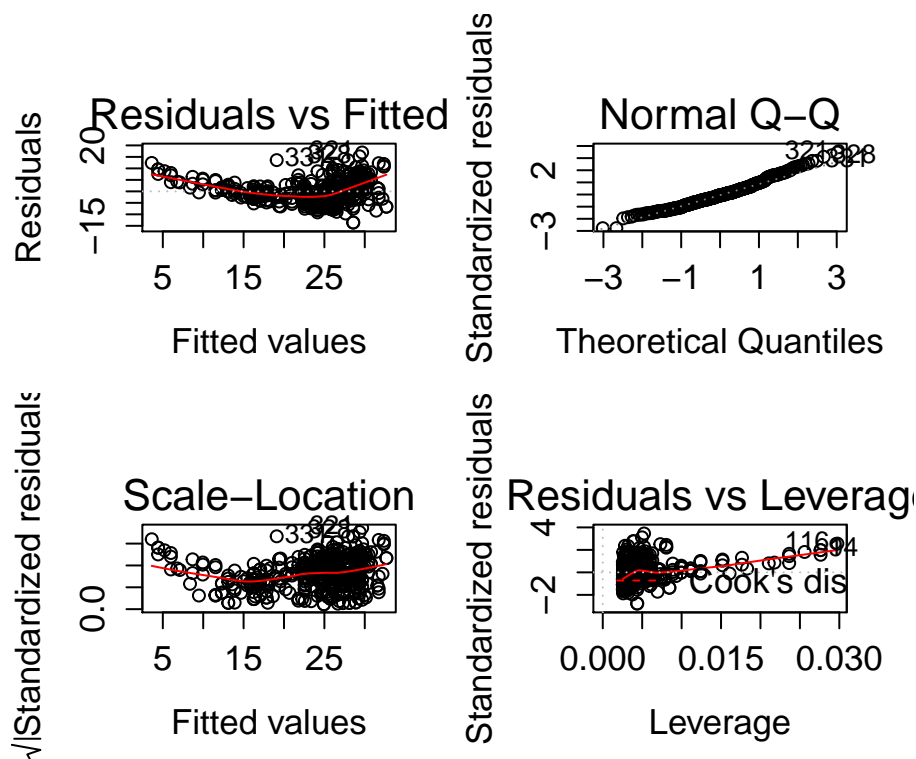 Residuals vs Fitted
Residuals
20
−15
5 15 25
Fitted values
Normal Q−Q
Standardized residuals
2
−3
−3 −1 1 3
Theoretical Quantiles
Scale−Location
√|Standardized residuals
0.0
5 15 25
Fitted values
Residuals vs Leverage
Standardized residuals
4
−2
Cook's dis
0.000 0.015 0.030
Leverage